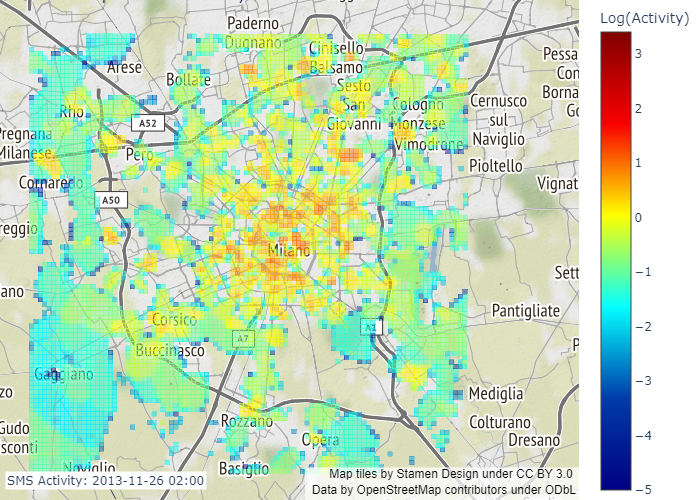 Log(Activity)
3
2
1
0
−1
−2
−3
−4
−5
Paderno
Dugnano
Cinisello
Balsamo
Arese
Bollate
Sesto
San
Giovanni
Cologno
Monzese
Vimodrone
Cernusco
sul
Naviglio
Pioltello
Pessa
Con
Borna
Go
Vignat
Rho
A52
Pregnana
Milanese
Pero
Cornaredo
A50
reggio
Milano
ano
Sett
Pantigliate
Corsico
A7
A1
Buccinasco
Gaggiano
P
zo
Mediglia
Rozzano
Colturano
Dresano
Gudo
sconti
Opera
Noviglio
Basiglio
SMS Activity: 2013-11-26 02:00
Map tiles by Stamen Design under CC BY 3.0
Data by OpenStreetMap contributors under ODbL